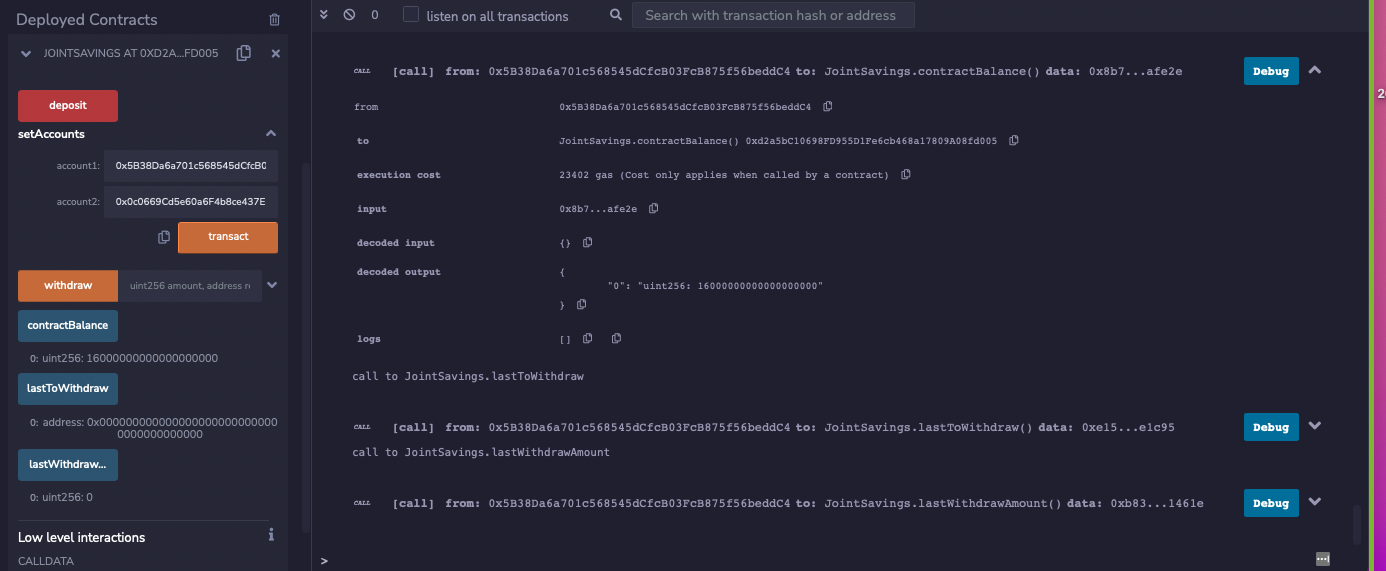 Deployed Contracts
JOINTSAVINGS AT 0XD2A...FD005
deposit
setAccounts
account1: 0x5B38Da6a701c568545dCfcB0
account2: 0x0c0669Cd5e60a6F4b8ce437E
transact
withdraw uint256 amount, address re
contractBalance
0: uint256: 16000000000000000000
lastToWithdraw
0: address: 0x000000000000000000000000000
0000000000000
lastWithdraw...
0: uint256: 0
Low level interactions
CALLDATA
0 listen on all transactions Search with transaction hash or address
CALL [call] from: 0x5B38Da6a701c568545dCfcB03FcB875f56beddC4 to: JointSavings.contractBalance() data: 0x8b7...afe2e Debug
from 0x5B38Da6a701c568545dCfcB03FcB875f56beddC4
to JointSavings.contractBalance() 0xd2a5bC10698FD955D1Fe6cb468a17809A08fd005
execution cost 23402 gas (Cost only applies when called by a contract)
input 0x8b7...afe2e
decoded input {}
decoded output {
"0": "uint256: 16000000000000000000"
}
logs []
call to JointSavings.lastToWithdraw
CALL [call] from: 0x5B38Da6a701c568545dCfcB03FcB875f56beddC4 to: JointSavings.lastToWithdraw() data: 0xe15...e1c95 Debug
call to JointSavings.lastWithdrawAmount
CALL [call] from: 0x5B38Da6a701c568545dCfcB03FcB875f56beddC4 to: JointSavings.lastWithdrawAmount() data: 0xb83...1461e Debug
>